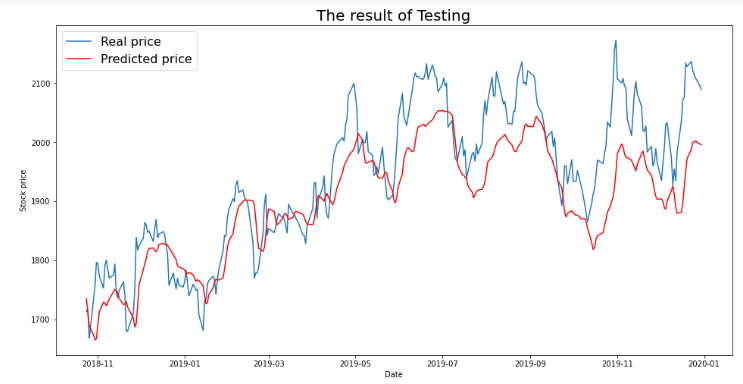 The result of Testing
Real price
Predicted price
2100
2000
1900
1800
1700
Stock price
2018-11
2019-01
2019-03
2019-05
2019-07
2019-09
2019-11
2020-01
Date